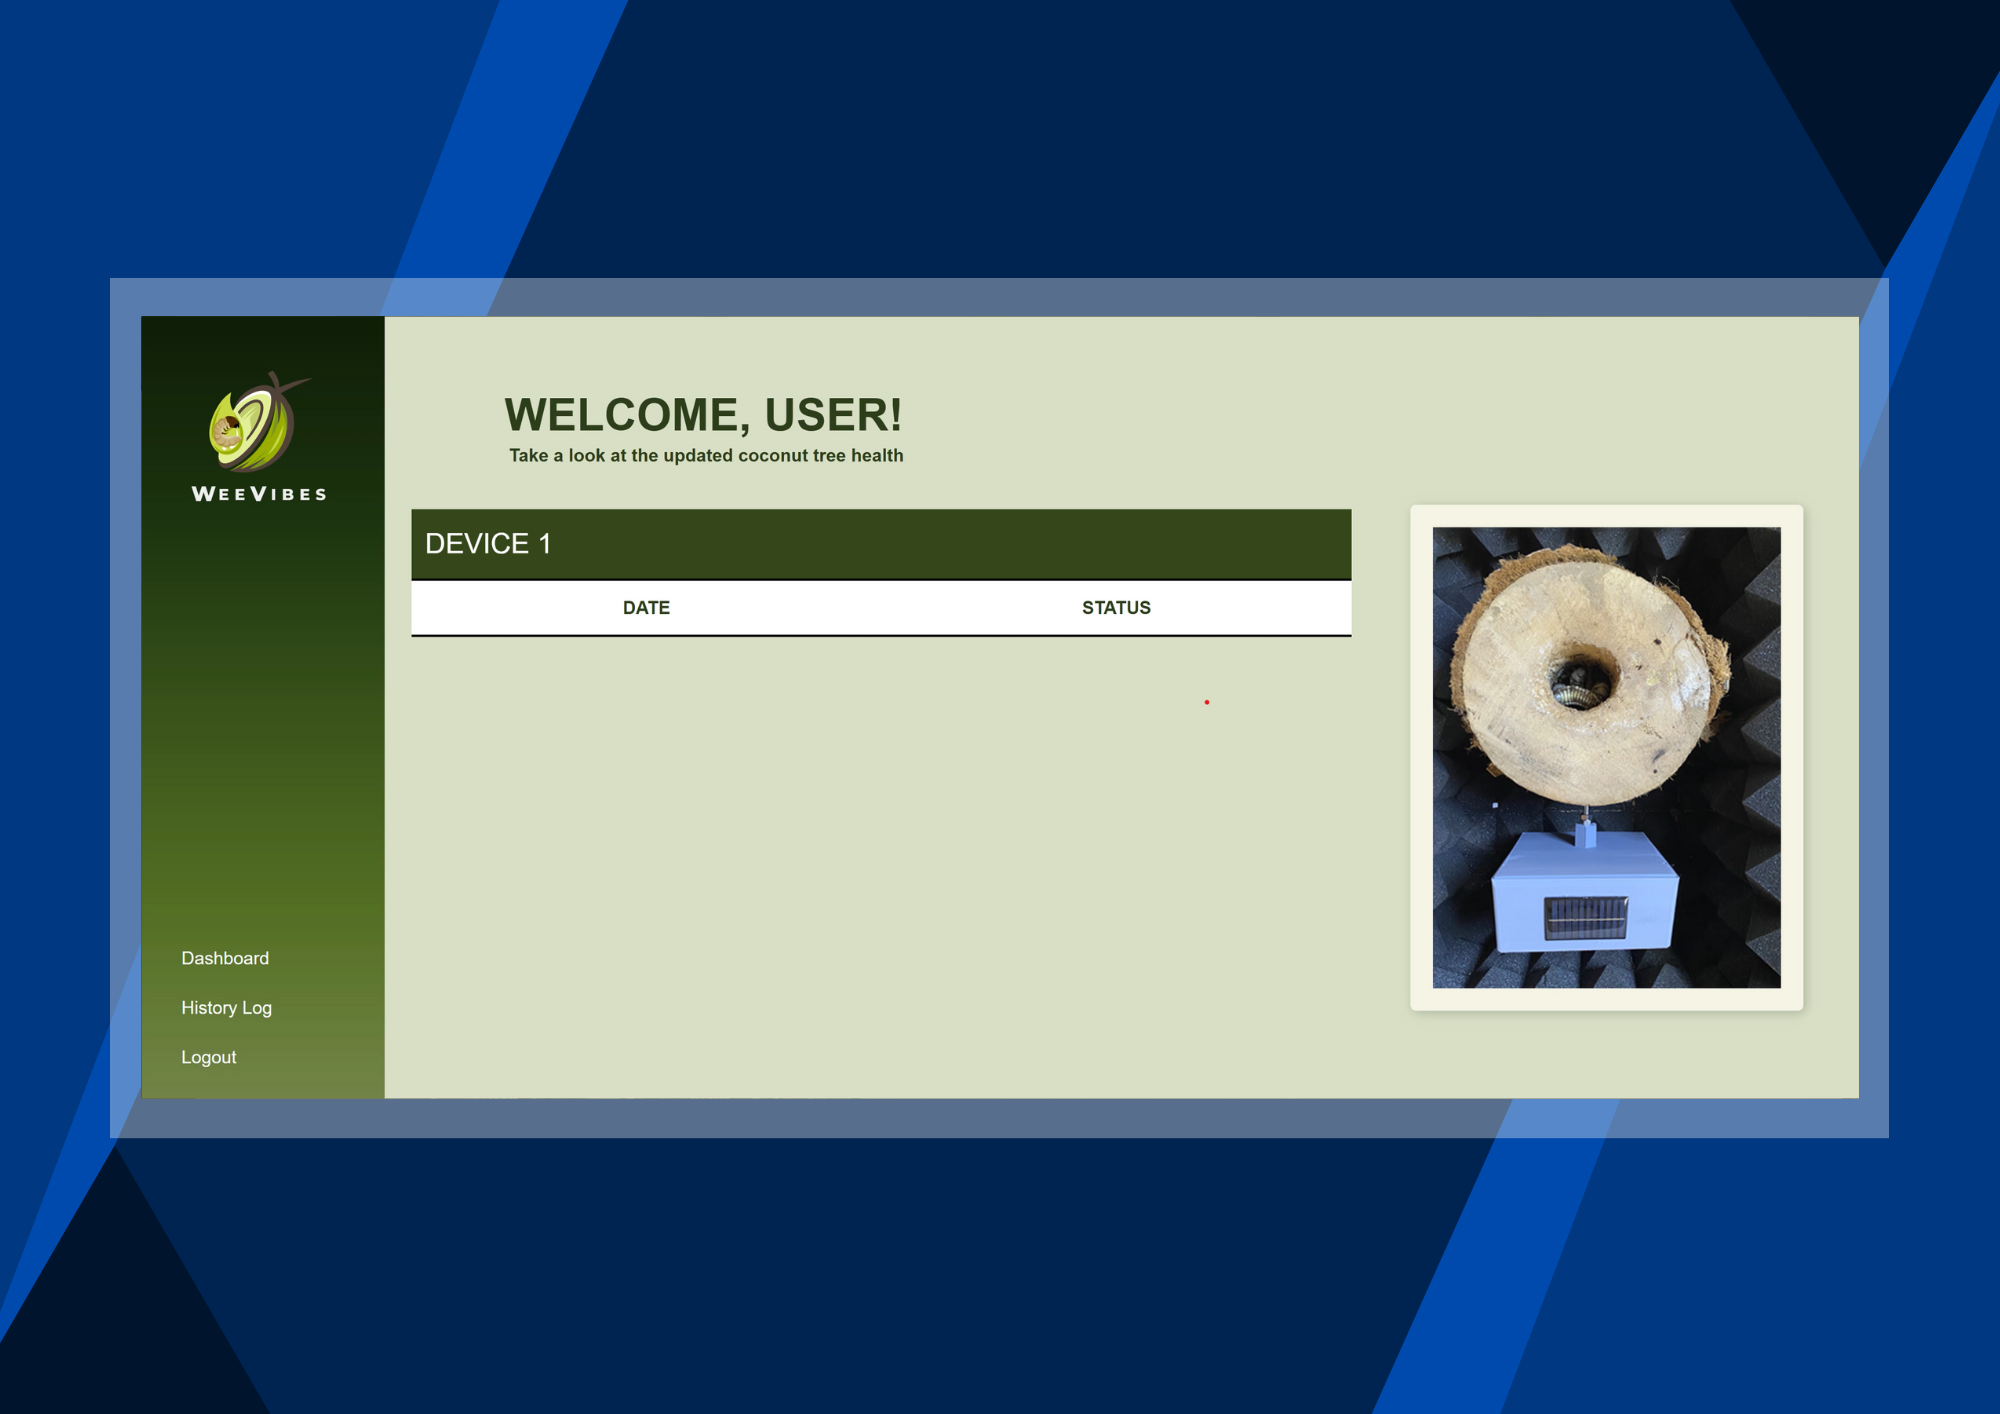 WEEVIBES
WELCOME, USER!
Take a look at the updated coconut tree health
DEVICE 1
DATE STATUS
Dashboard
History Log
Logout